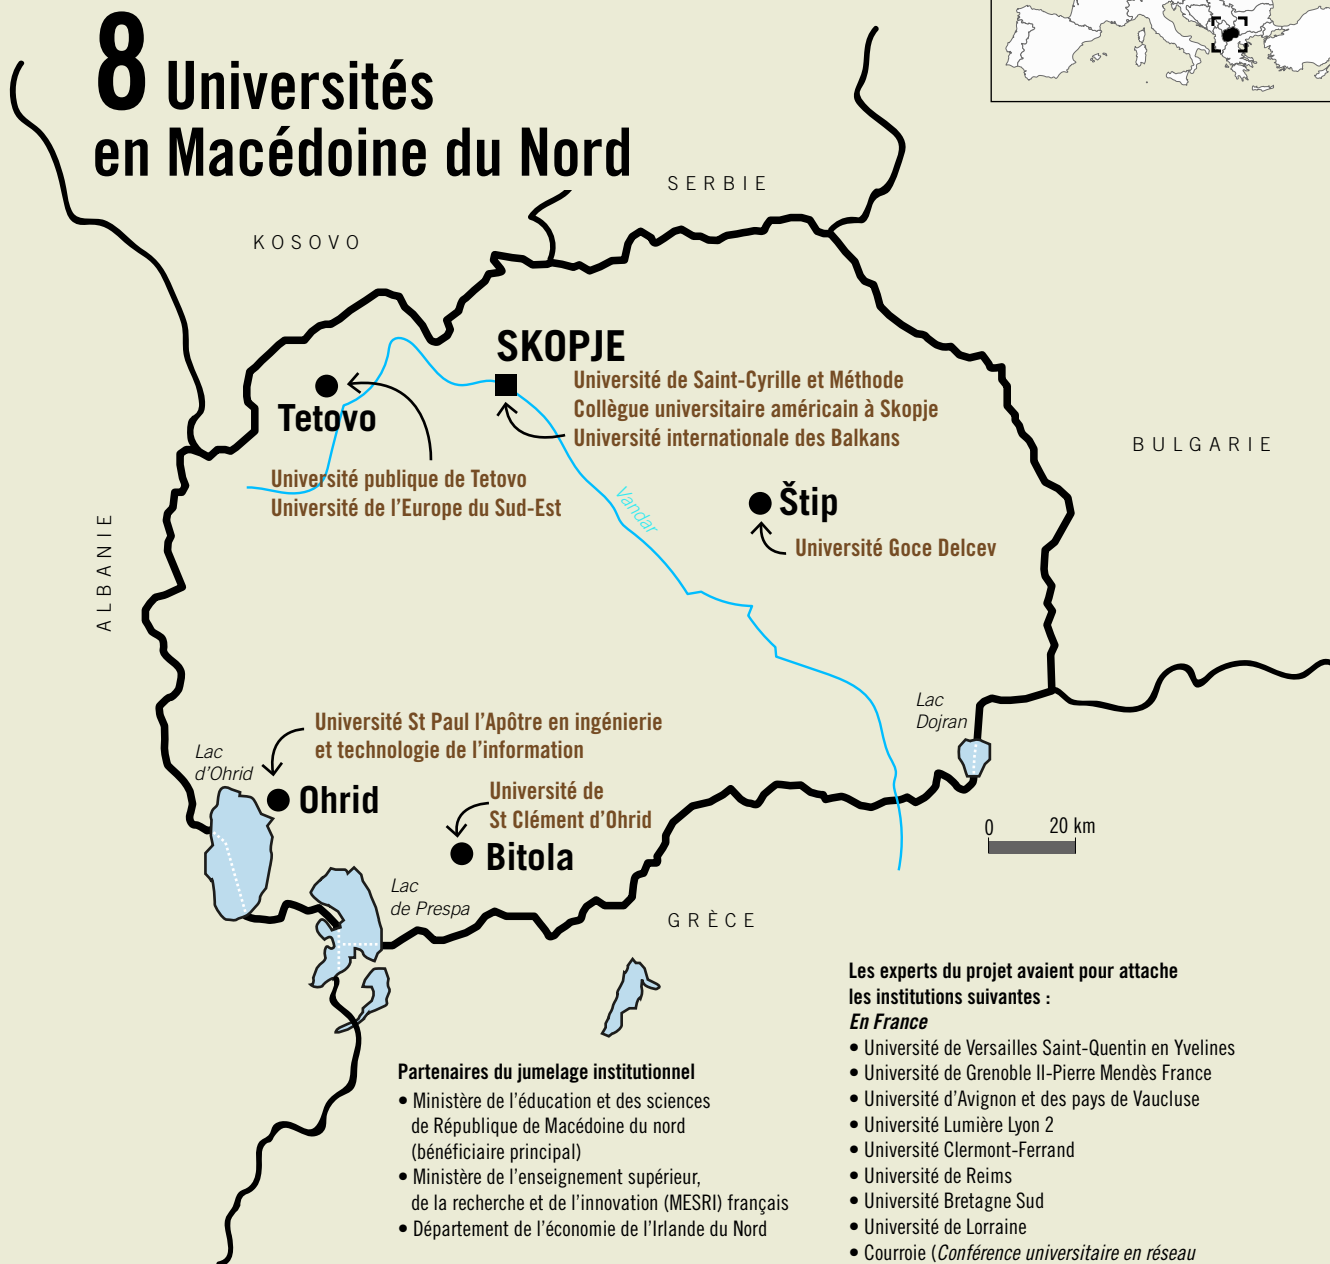 8 Universités
en Macédoine du Nord
SERBIE
KOSOVO
SKOPJE
Université de Saint-Cyrille et Méthode
Collègue universitaire américain à Skopje
Université internationale des Balkans
Tetovo
Université publique de Tetovo
Université de l'Europe du Sud-Est
BULGARIE
Vandar
Štip
Université Goce Delcev
ALBANIE
Université St Paul l'Apôtre en ingénierie
et technologie de l'information
Lac
d'Ohrid
Ohrid
Université de
St Clément d'Ohrid
Bitola
Lac
Dojran
0 20 km
Lac
de Prespa
GRÈCE
Partenaires du jumelage institutionnel
• Ministère de l'éducation et des sciences
de République de Macédoine du nord
(bénéficiaire principal)
• Ministère de l'enseignement supérieur,
de la recherche et de l'innovation (MESRI) français
• Département de l'économie de l'Irlande du Nord
Les experts du projet avaient pour attache
les institutions suivantes :
En France
• Université de Versailles Saint-Quentin en Yvelines
• Université de Grenoble II-Pierre Mendès France
• Université d'Avignon et des pays de Vaucluse
• Université Lumière Lyon 2
• Université Clermont-Ferrand
• Université de Reims
• Université Bretagne Sud
• Université de Lorraine
• Courroie (Conférence universitaire en réseau